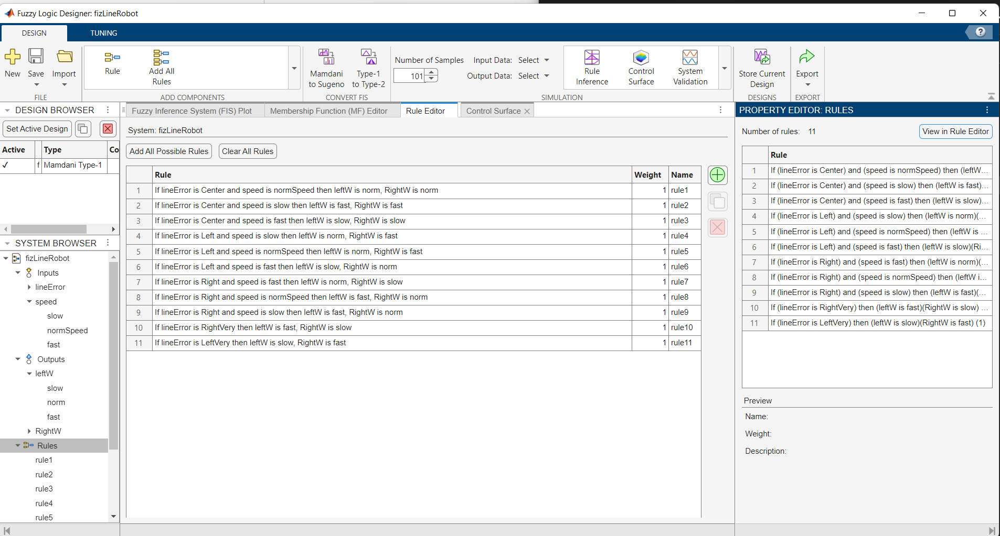 Fuzzy Logic Designer: fizLineRobot
DESIGN
TUNING
New
Save
Import
FILE
Rule
Add All
Rules
ADD COMPONENTS
Mamdani
to Sugeno
Type-1
to Type-2
CONVERT FIS
Number of Samples
101
Input Data: Select
Output Data: Select
Rule
Inference
Control
Surface
System
Validation
SIMULATION
Store Current
Design
DESIGNS
Export
EXPORT
DESIGN BROWSER
Set Active Design
Active Type Co
✓ f Mamdani Type-1
SYSTEM BROWSER
fizLineRobot
Inputs
lineError
speed
slow
normSpeed
fast
Outputs
leftW
slow
norm
fast
RightW
Rules
rule1
rule2
rule3
rule4
rule5
Fuzzy Inference System (FIS) Plot
Membership Function (MF) Editor
Rule Editor
Control Surface
System: fizLineRobot
Add All Possible Rules
Clear All Rules
Rule Weight Name
1 If lineError is Center and speed is normSpeed then leftW is norm, RightW is norm 1 rule1
2 If lineError is Center and speed is slow then leftW is fast, RightW is fast 1 rule2
3 If lineError is Center and speed is fast then leftW is slow, RightW is slow 1 rule3
4 If lineError is Left and speed is slow then leftW is norm, RightW is fast 1 rule4
5 If lineError is Left and speed is normSpeed then leftW is norm, RightW is fast 1 rule5
6 If lineError is Left and speed is fast then leftW is slow, RightW is norm 1 rule6
7 If lineError is Right and speed is fast then leftW is norm, RightW is slow 1 rule7
8 If lineError is Right and speed is normSpeed then leftW is fast, RightW is norm 1 rule8
9 If lineError is Right and speed is slow then leftW is fast, RightW is norm 1 rule9
10 If lineError is RightVery then leftW is fast, RightW is slow 1 rule10
11 If lineError is LeftVery then leftW is slow, RightW is fast 1 rule11
PROPERTY EDITOR: RULES
Number of rules: 11
View in Rule Editor
Rule
1 If (lineError is Center) and (speed is normSpeed) then (leftW...
2 If (lineError is Center) and (speed is slow) then (leftW is fast)...
3 If (lineError is Center) and (speed is fast) then (leftW is slow)...
4 If (lineError is Left) and (speed is slow) then (leftW is norm)(...
5 If (lineError is Left) and (speed is normSpeed) then (leftW is ...
6 If (lineError is Left) and (speed is fast) then (leftW is slow)(Ri...
7 If (lineError is Right) and (speed is fast) then (leftW is norm)(...
8 If (lineError is Right) and (speed is normSpeed) then (leftW i...
9 If (lineError is Right) and (speed is slow) then (leftW is fast)(...
10 If (lineError is RightVery) then (leftW is fast)(RightW is slow) ...
11 If (lineError is LeftVery) then (leftW is slow)(RightW is fast) (1)
Preview
Name:
Weight:
Description: